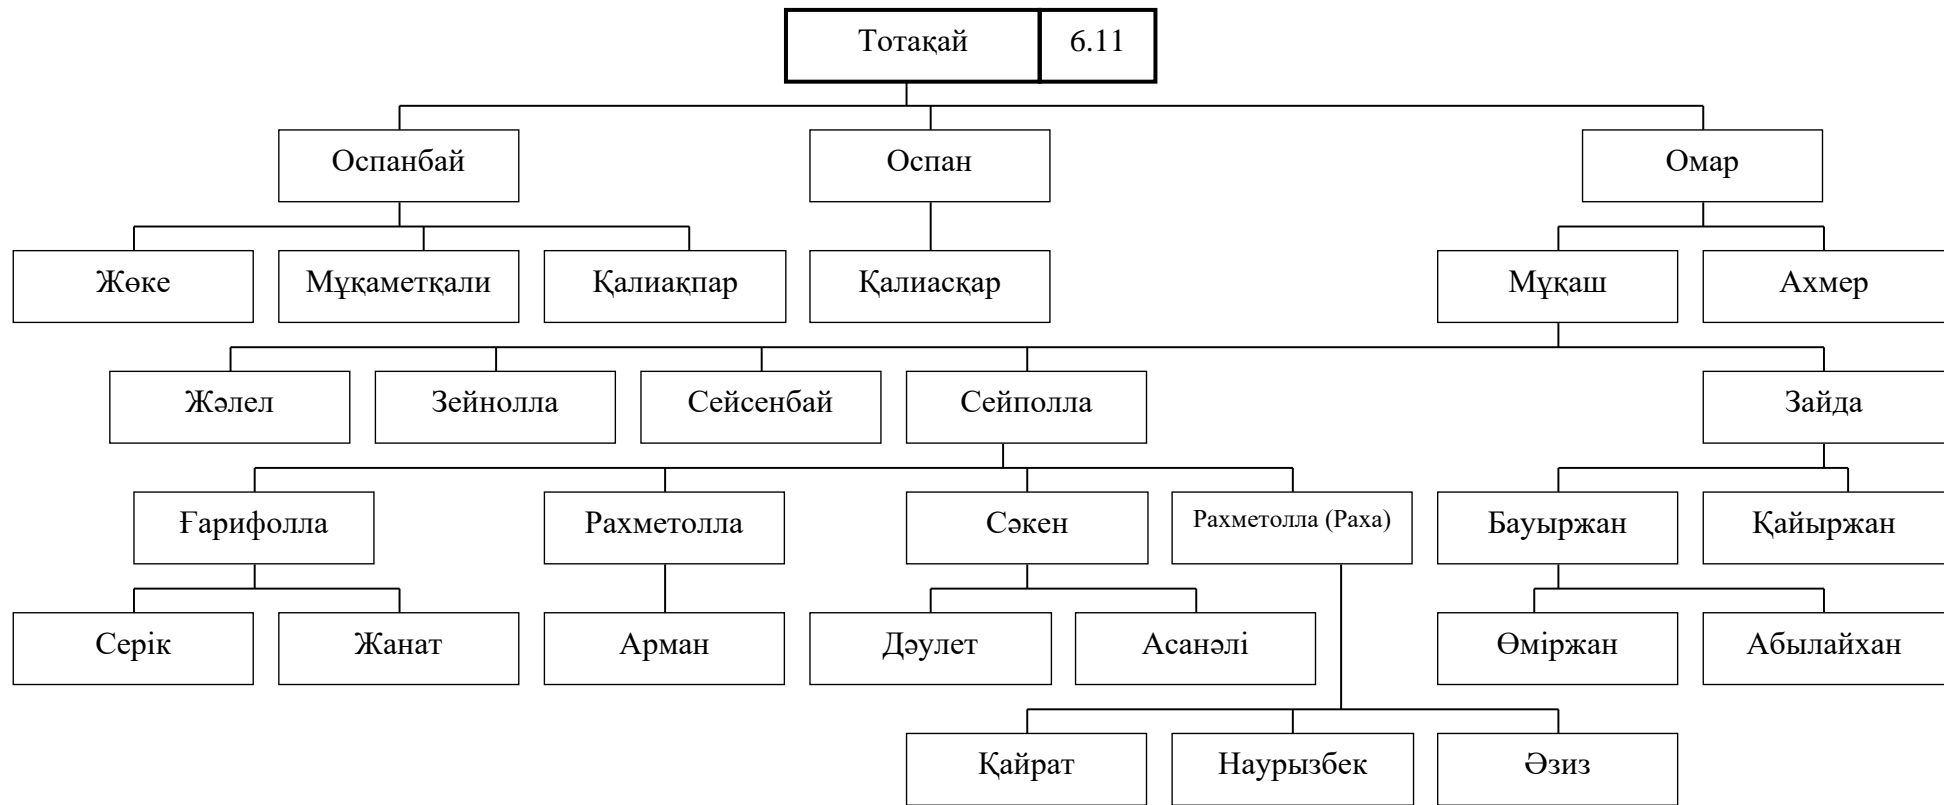 Тотақай 6.11
Оспанбай Оспан Омар
Жөке Мұқаметқали Қалиақпар Қалиасқар Мұқаш Ахмер
Жәлел Зейнолла Сейсенбай Сейполла Зайда
Ғарифолла Рахметолла Сәкен Рахметолла (Раха) Бауыржан Қайыржан
Серік Жанат Арман Дәулет Асанәлі Өміржан Абылайхан
Қайрат Наурызбек Әзиз